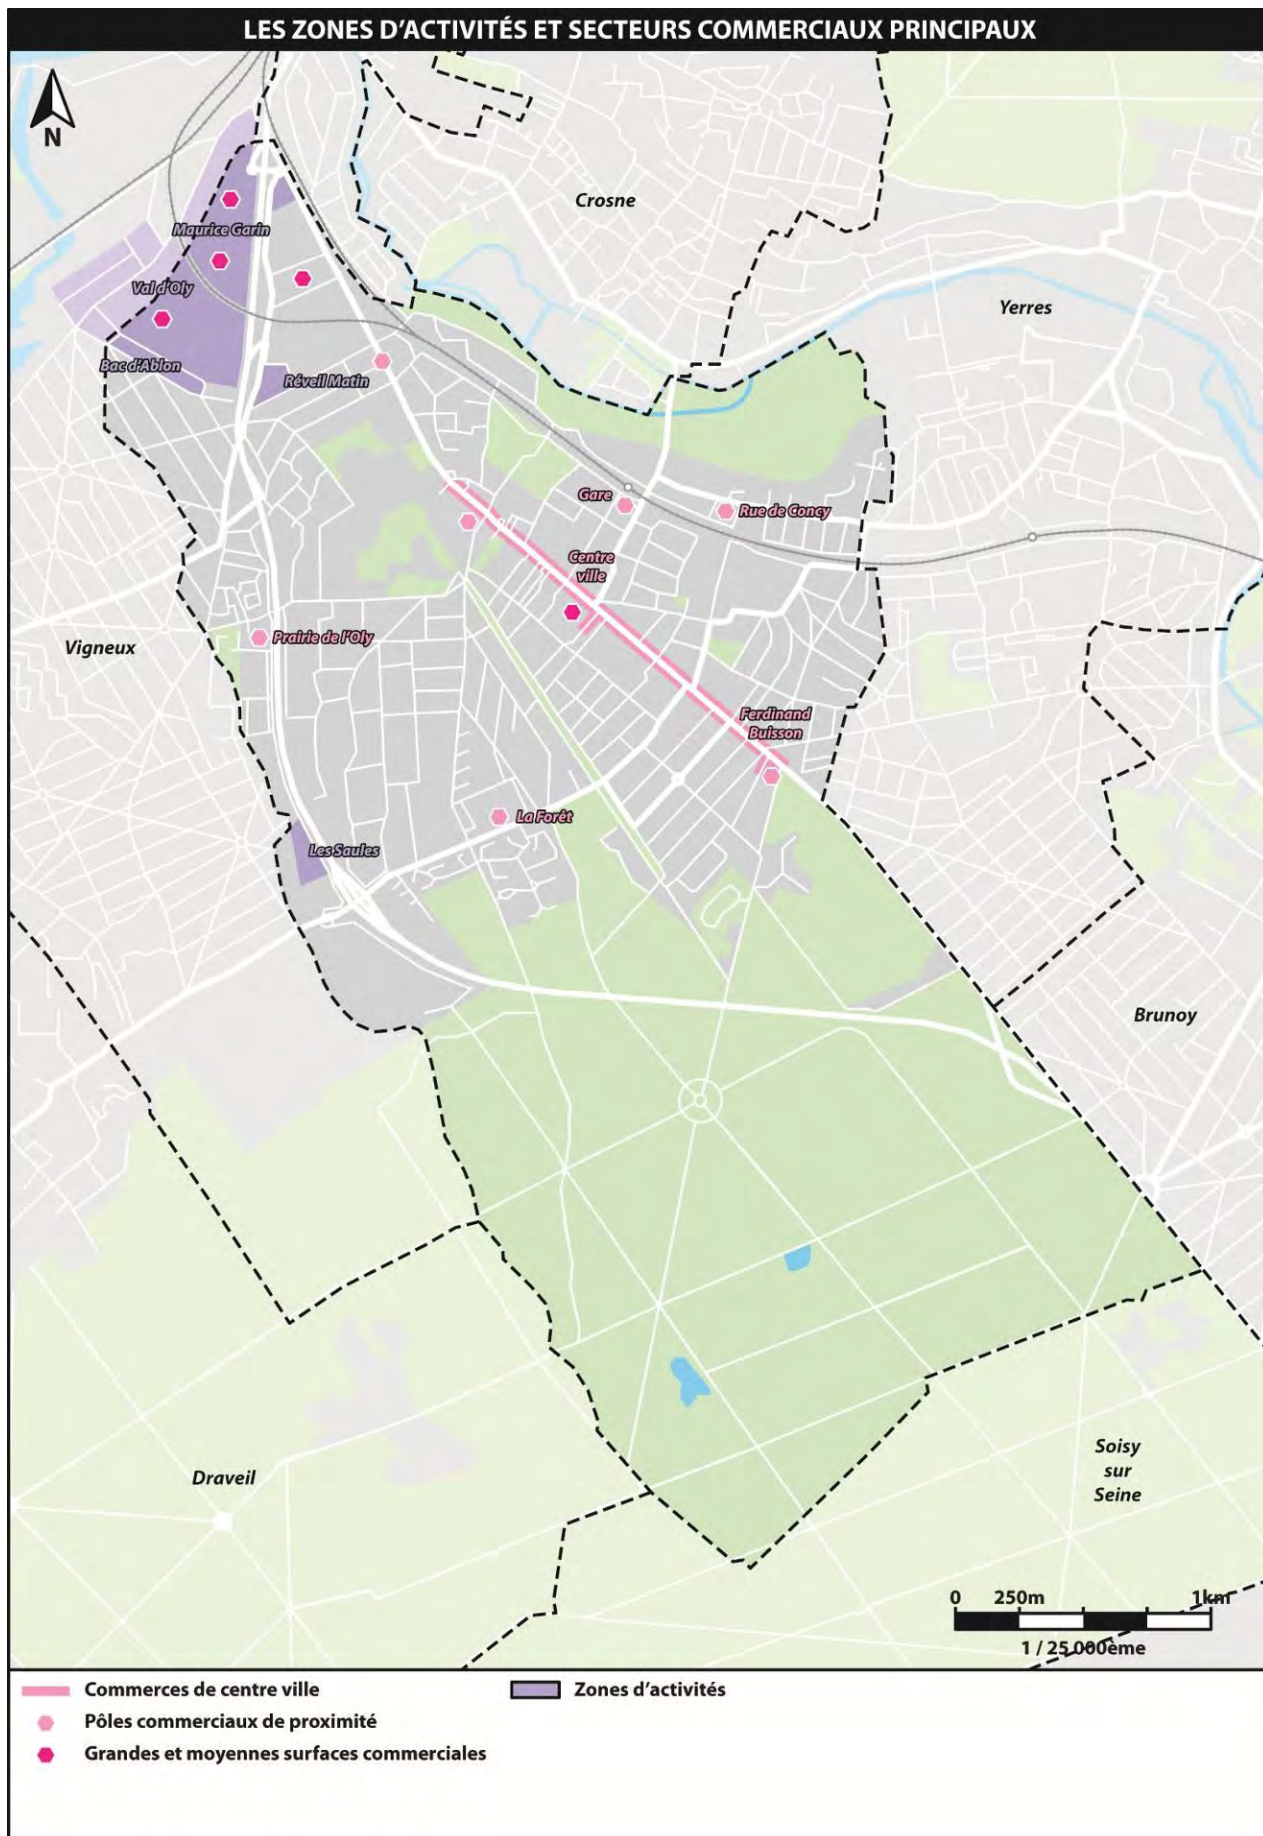 LES ZONES D'ACTIVITÉS ET SECTEURS COMMERCIAUX PRINCIPAUX
N
Crosne
Maurice Garin
Val d'Oly
Yerres
Bac d'Ablon
Réveil Matin
Gare
Rue de Concy
Centre
ville
Prairie de l'Oly
Vigneux
Ferdinand
Buisson
La Forêt
Les Saules
Brunoy
Draveil
Soisy
sur
Seine
0 250m 1km
1 / 25 000ème
Commerces de centre ville
Zones d'activités
Pôles commerciaux de proximité
Grandes et moyennes surfaces commerciales